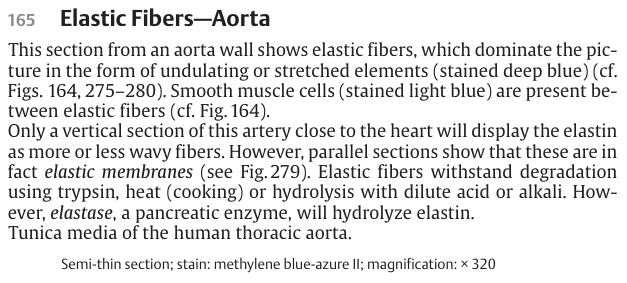 165 Elastic Fibers—Aorta
This section from an aorta wall shows elastic fibers, which dominate the pic-
ture in the form of undulating or stretched elements (stained deep blue) (cf.
Figs. 164, 275–280). Smooth muscle cells (stained light blue) are present be-
tween elastic fibers (cf. Fig. 164).
Only a vertical section of this artery close to the heart will display the elastin
as more or less wavy fibers. However, parallel sections show that these are in
fact elastic membranes (see Fig. 279). Elastic fibers withstand degradation
using trypsin, heat (cooking) or hydrolysis with dilute acid or alkali. How-
ever, elastase, a pancreatic enzyme, will hydrolyze elastin.
Tunica media of the human thoracic aorta.
Semi-thin section; stain: methylene blue-azure II; magnification: × 320